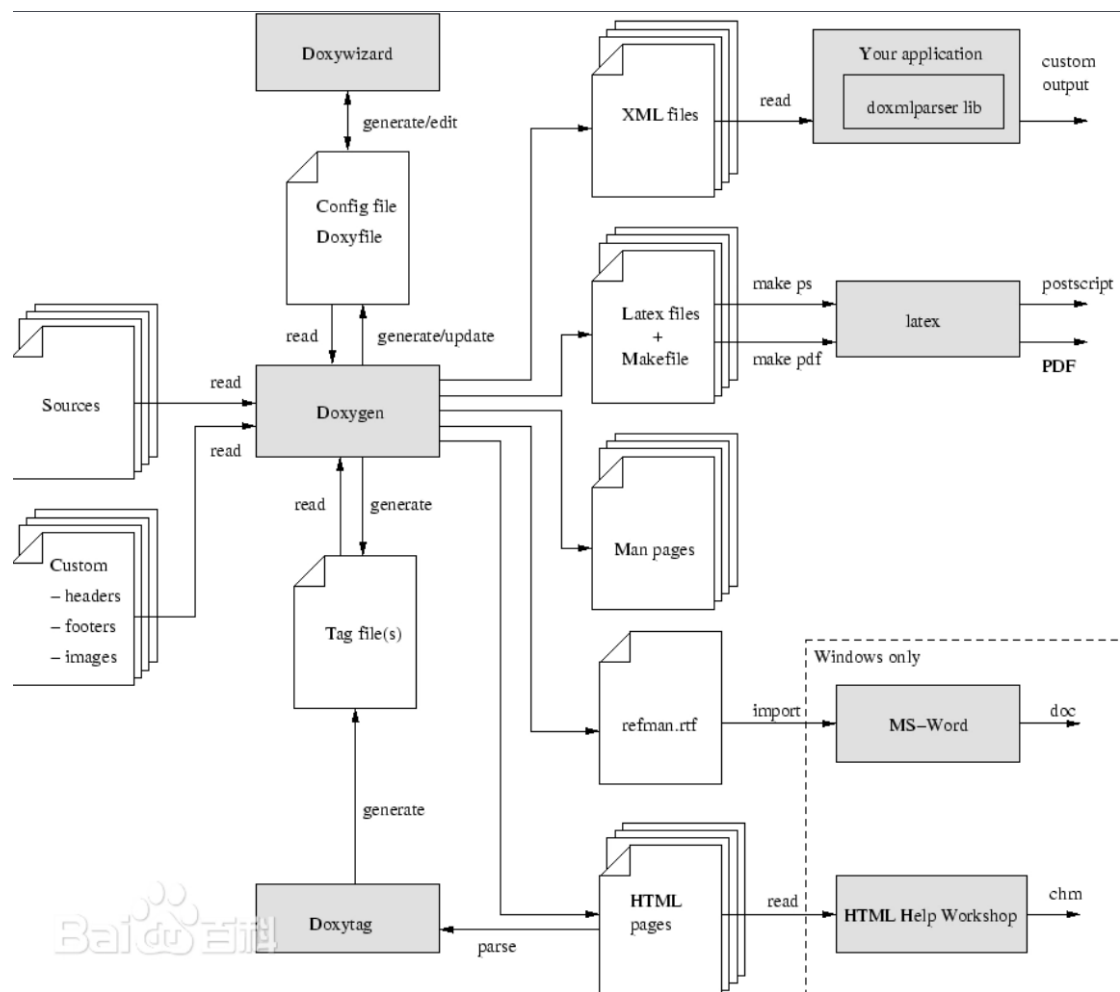 Doxywizard
generate/edit
Config file
Doxyfile
read
generate/update
Sources
read
Doxygen
read
Custom
– headers
– footers
– images
read
generate
Tag file(s)
generate
Doxytag
parse
XML files
read
Your application
doxmlparser lib
custom
output
Latex files
+
Makefile
make ps
make pdf
latex
postscript
PDF
Man pages
refman.rtf
import
Windows only
MS–Word
doc
HTML
pages
read
HTML Help Workshop
chm
Bai百科